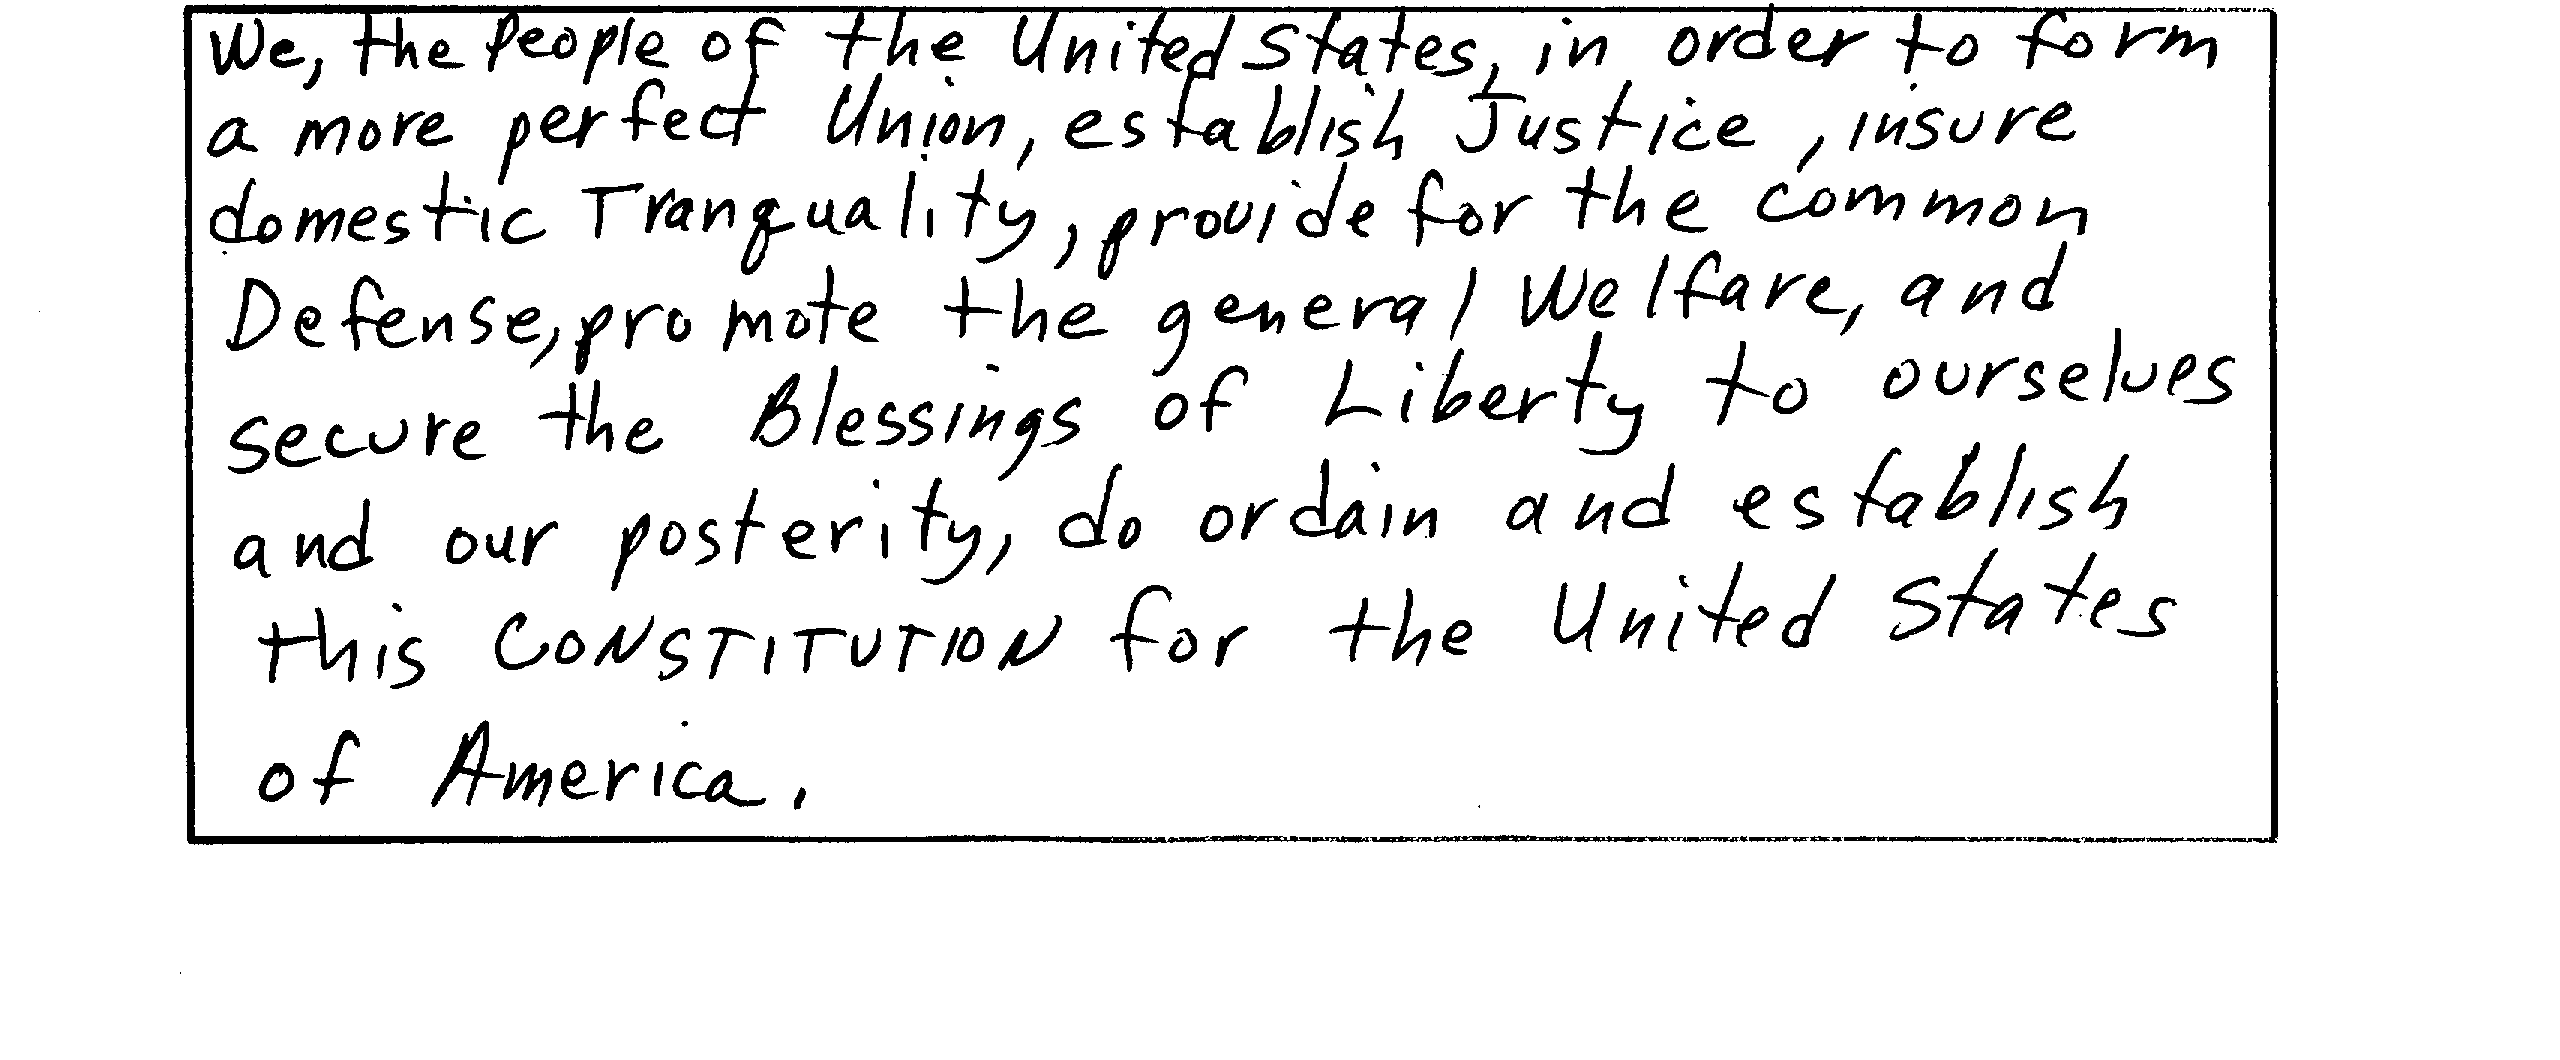 We, the People of the United States, in order to form
a more perfect Union, establish Justice, insure
domestic Tranquality, provide for the common
Defense, promote the general Welfare, and
secure the Blessings of Liberty to ourselves
and our posterity, do ordain and establish
this CONSTITUTION for the United States
of America.